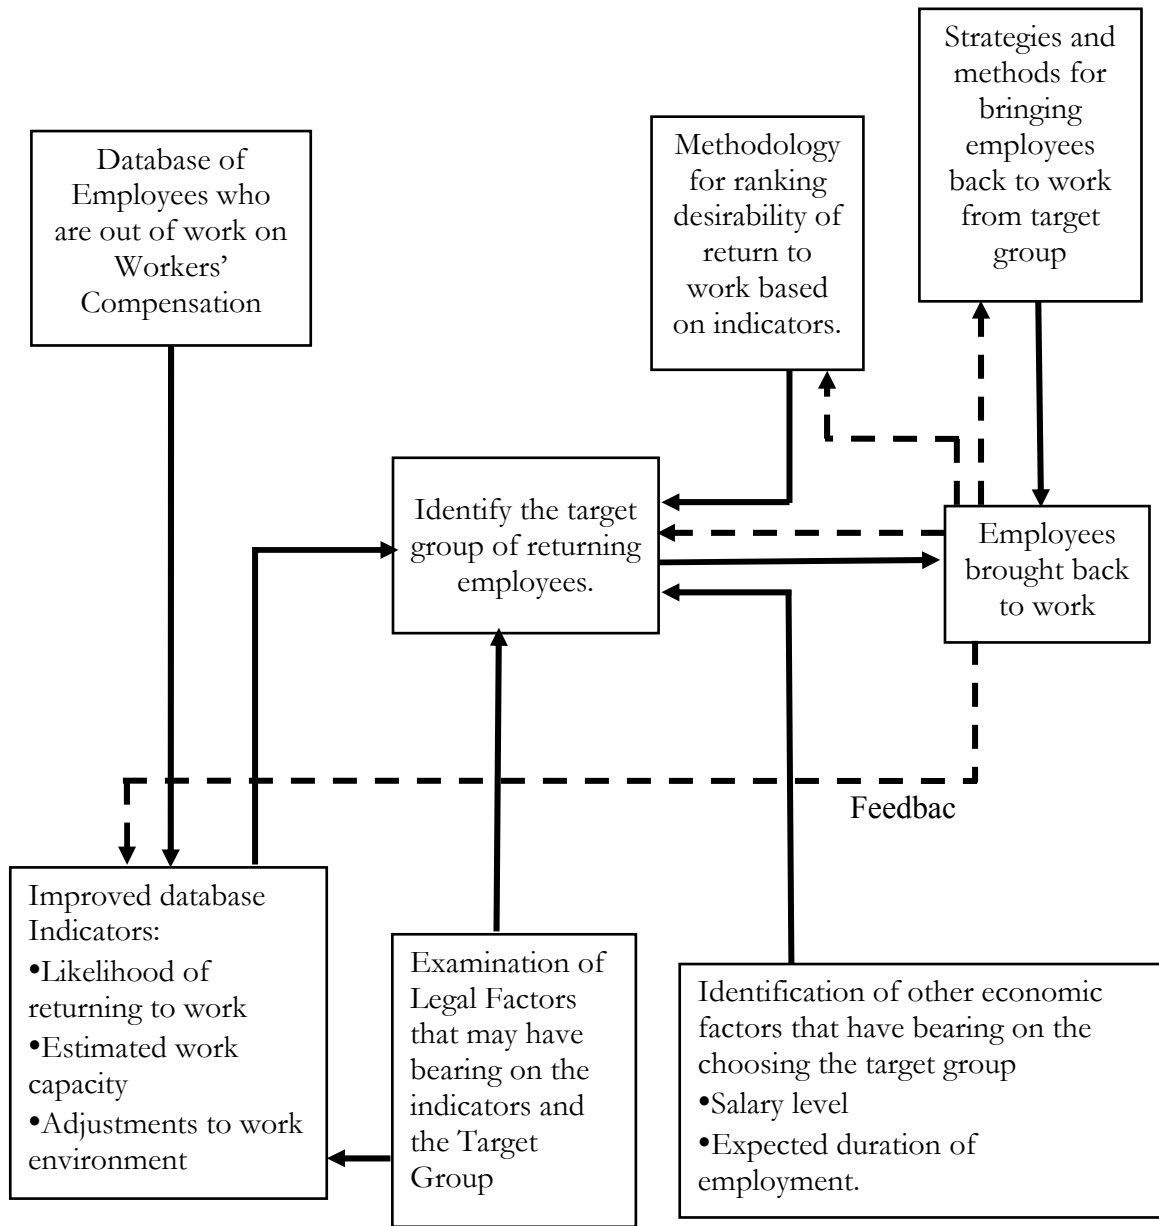 Strategies and
methods for
bringing
employees
back to work
from target
group
Database of
Employees who
are out of work on
Workers’
Compensation
Methodology
for ranking
desirability of
return to
work based
on indicators.
Identify the target
group of returning
employees.
Employees
brought back
to work
Feedbac
Improved database
Indicators:
•Likelihood of
returning to work
•Estimated work
capacity
•Adjustments to work
environment
Examination of
Legal Factors
that may have
bearing on the
indicators and
the Target
Group
Identification of other economic
factors that have bearing on the
choosing the target group
•Salary level
•Expected duration of
employment.